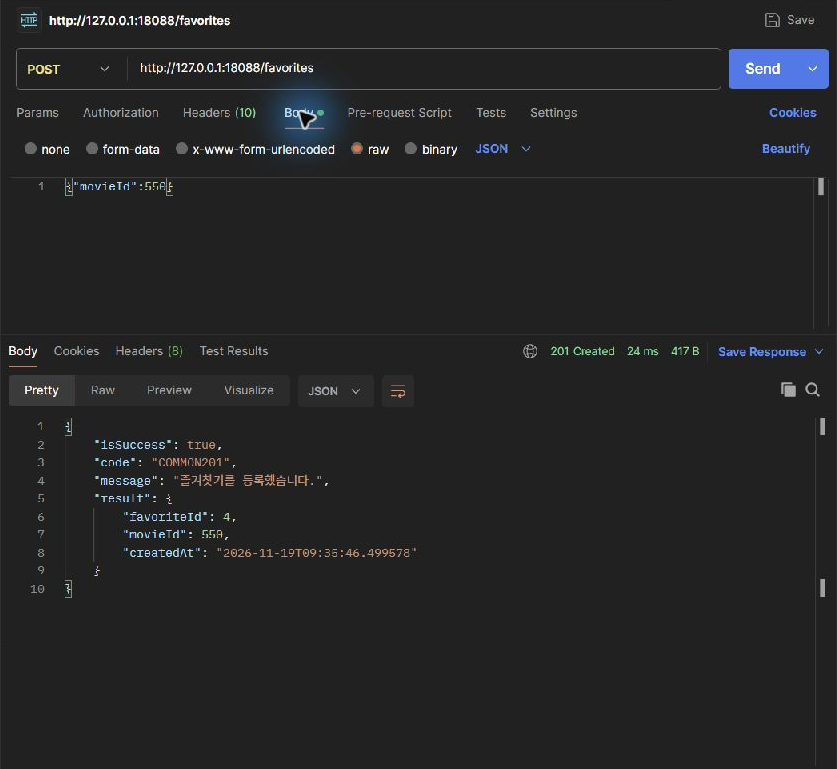 HTTP http://127.0.0.1:18088/favorites Save
POST http://127.0.0.1:18088/favorites Send
Params Authorization Headers (10) Body Pre-request Script Tests Settings Cookies
none form-data x-www-form-urlencoded raw binary JSON Beautify
1 {"movieId":550}
Body Cookies Headers (8) Test Results 201 Created 24 ms 417 B Save Response
Pretty Raw Preview Visualize JSON
1 {
2 "isSuccess": true,
3 "code": "COMMON201",
4 "message": "즐겨찾기를 등록했습니다.",
5 "result": {
6 "favoriteId": 4,
7 "movieId": 550,
8 "createdAt": "2026-11-19T09:36:46.499578"
9 }
10 }